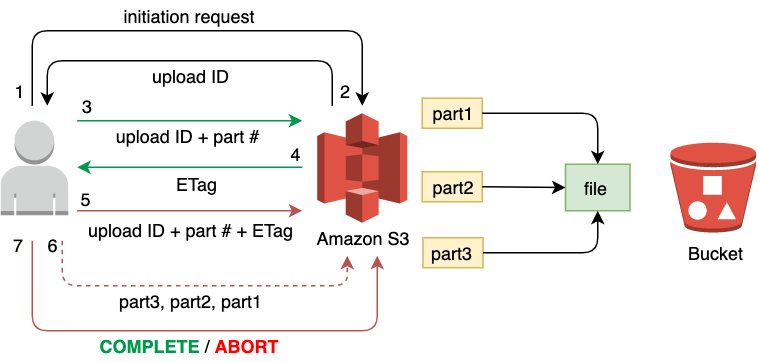 initiation request
upload ID
1
2
3
upload ID + part #
4
ETag
5
upload ID + part # + ETag
Amazon S3
7
6
part3, part2, part1
COMPLETE / ABORT
part1
part2
part3
file
Bucket